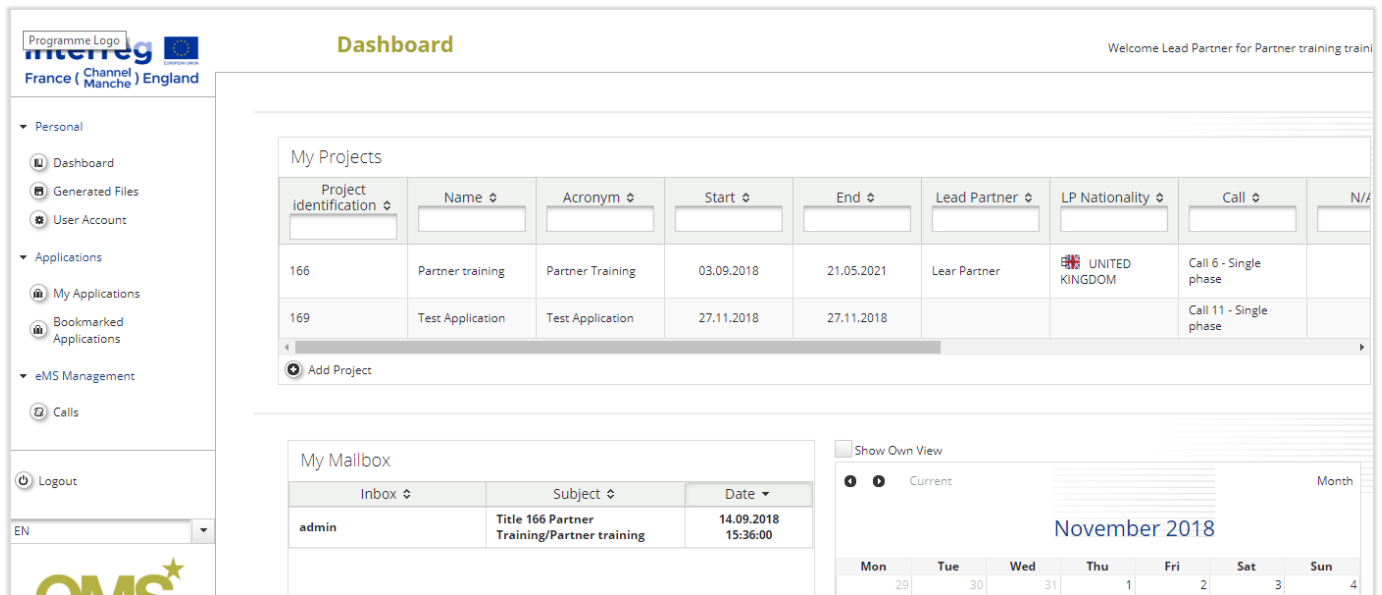 Programme Logo
Interreg
EUROPEAN UNION
France ( Channel
Manche ) England
Dashboard
Welcome Lead Partner for Partner training traini
Personal
Dashboard
Generated Files
User Account
Applications
My Applications
Bookmarked
Applications
eMS Management
Calls
Logout
EN
eMS
My Projects
Project
identification Name Acronym Start End Lead Partner LP Nationality Call N/A
166 Partner training Partner Training 03.09.2018 21.05.2021 Lear Partner UNITED
KINGDOM Call 6 - Single
phase
169 Test Application Test Application 27.11.2018 27.11.2018 Call 11 - Single
phase
Add Project
My Mailbox
Inbox Subject Date
admin Title 166 Partner
Training/Partner training 14.09.2018
15:36:00
Show Own View
Current Month
November 2018
Mon Tue Wed Thu Fri Sat Sun
29 30 31 1 2 3 4